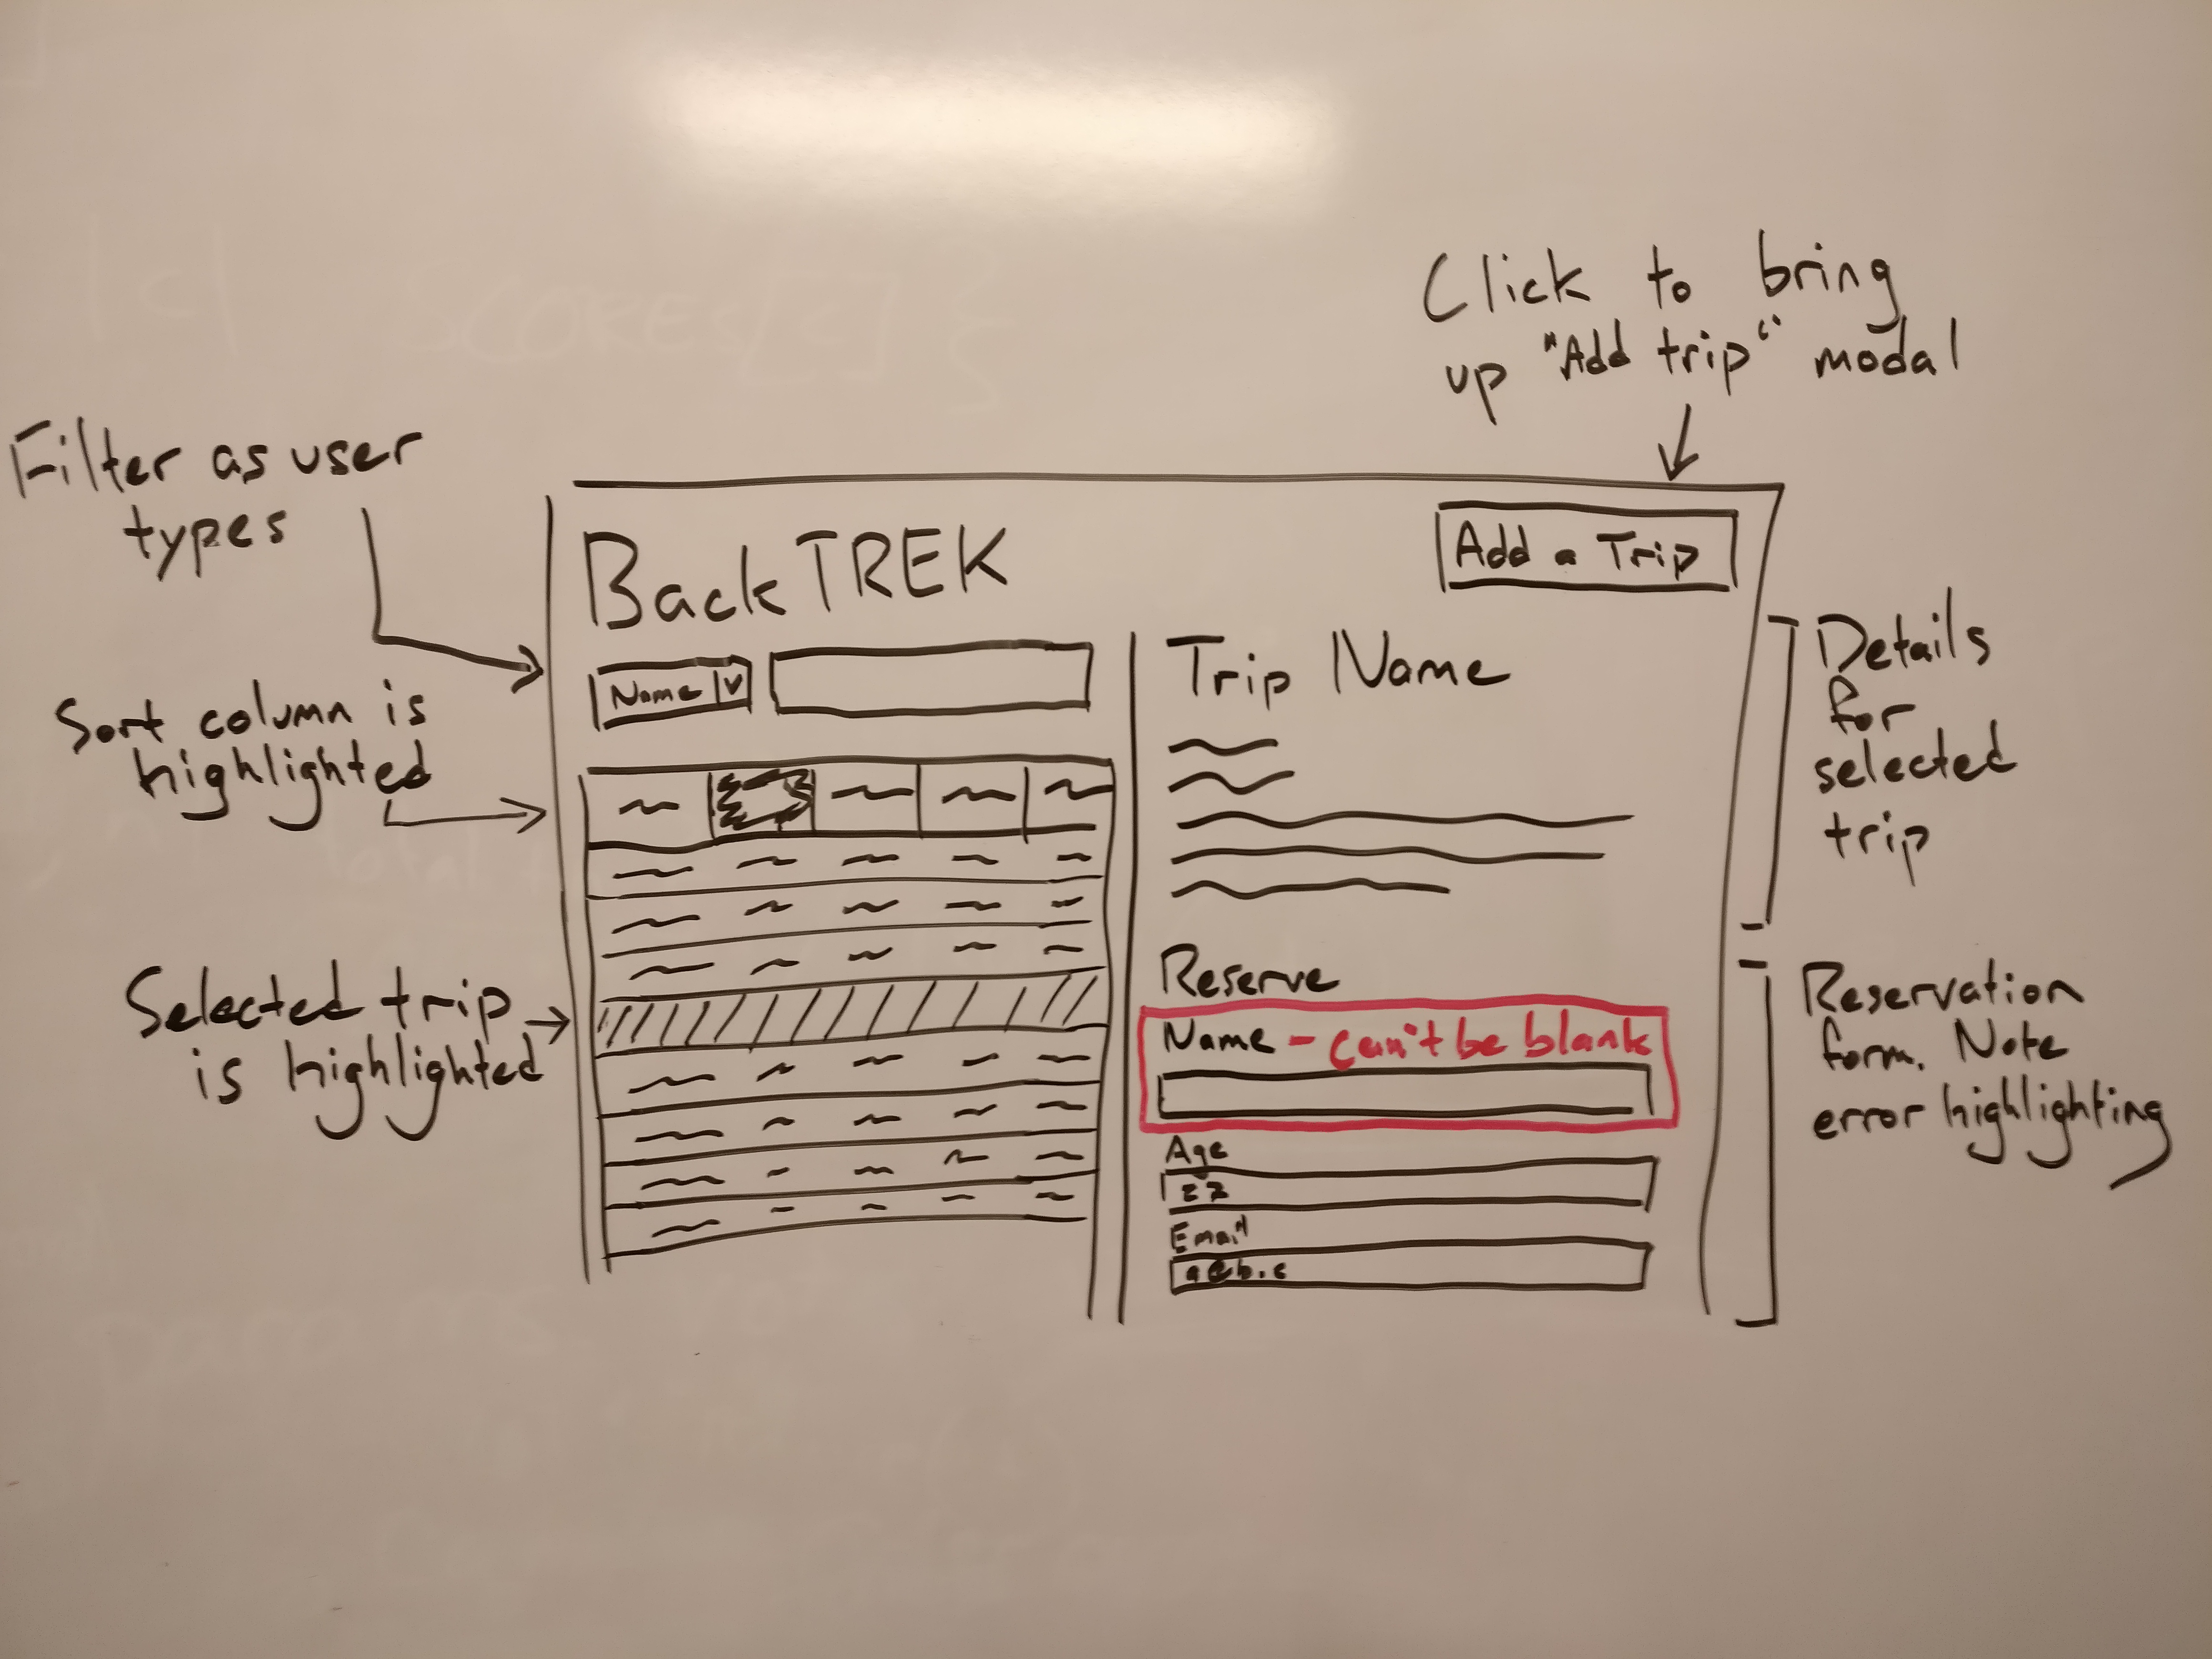 Click to bring
up "Add trip" modal
Filter as user
types
BackTREK
Add a Trip
Name v
Sort column is
highlighted
Selected trip
is highlighted
Trip Name
Details
for
selected
trip
Reserve
Name - can't be blank
Age
Email
a@b.c
Reservation
form. Note
error highlighting